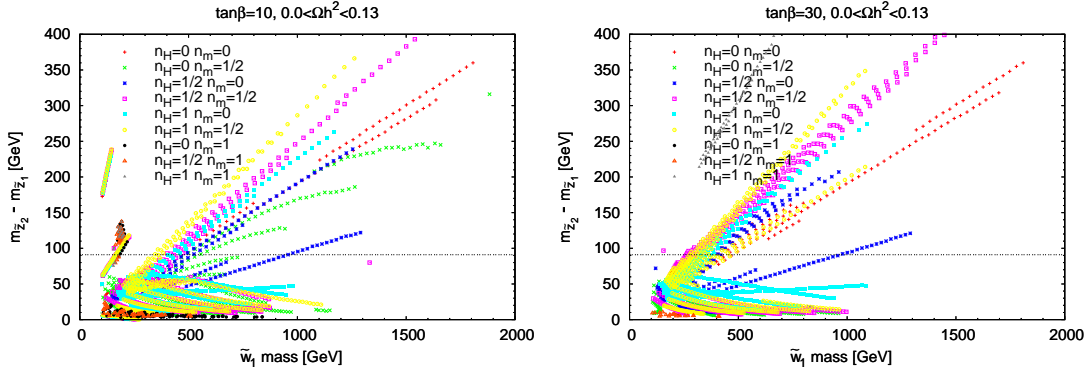 tanβ=10, 0.0<Ωh²<0.13
m_z̃₂ - m_z̃₁ [GeV]
400
350
300
250
200
150
100
50
0
n_H=0 n_m=0
n_H=0 n_m=1/2
n_H=1/2 n_m=0
n_H=1/2 n_m=1/2
n_H=1 n_m=0
n_H=1 n_m=1/2
n_H=0 n_m=1
n_H=1/2 n_m=1
n_H=1 n_m=1
0 500 1000 1500 2000
w̃₁ mass [GeV]
tanβ=30, 0.0<Ωh²<0.13
m_z̃₂ - m_z̃₁ [GeV]
400
350
300
250
200
150
100
50
0
n_H=0 n_m=0
n_H=0 n_m=1/2
n_H=1/2 n_m=0
n_H=1/2 n_m=1/2
n_H=1 n_m=0
n_H=1 n_m=1/2
n_H=0 n_m=1
n_H=1/2 n_m=1
n_H=1 n_m=1
0 500 1000 1500 2000
w̃₁ mass [GeV]